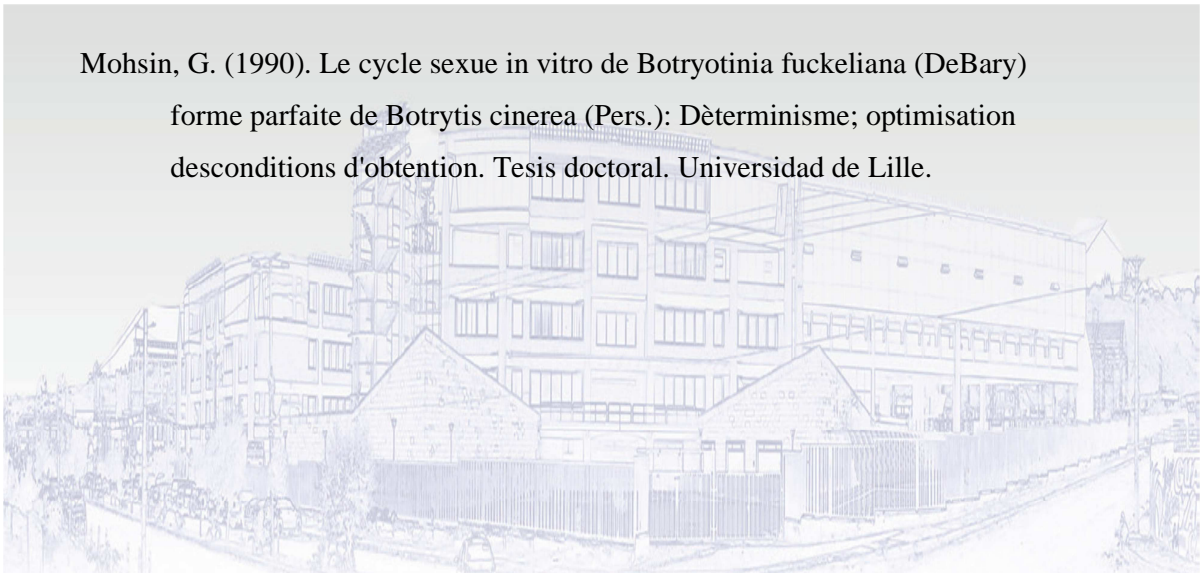 Mohsin, G. (1990). Le cycle sexue in vitro de Botryotinia fuckeliana (DeBary)
forme parfaite de Botrytis cinerea (Pers.): Dèterminisme; optimisation
desconditions d'obtention. Tesis doctoral. Universidad de Lille.